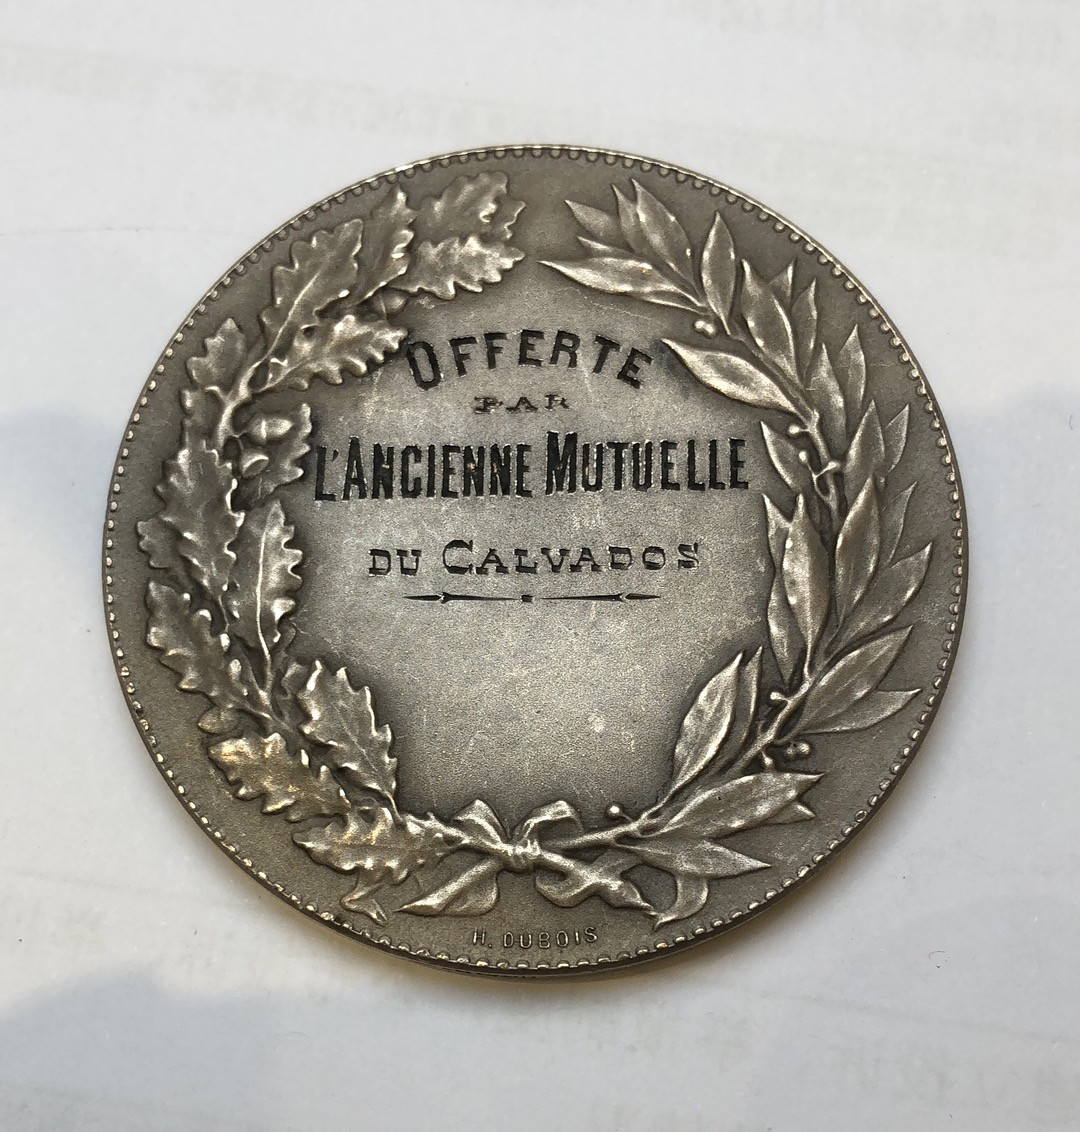 OFFERTE
PAR
L'ANCIENNE MUTUELLE
DU CALVADOS
H. DUBOIS